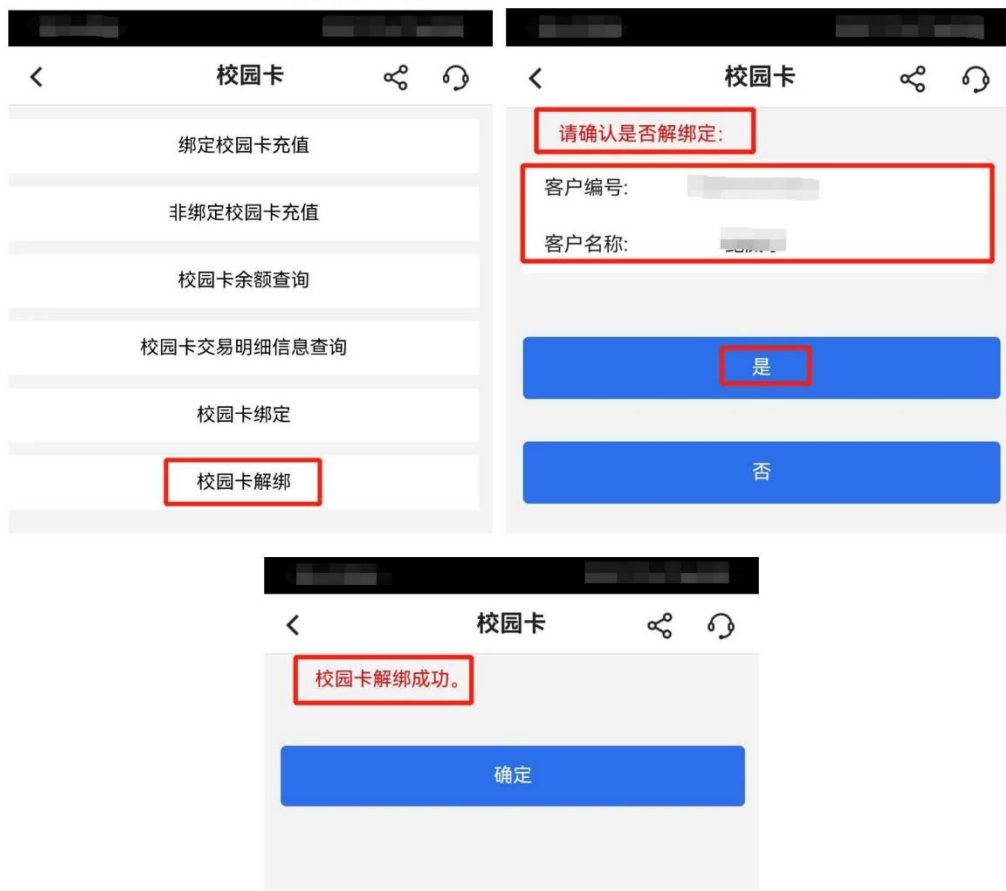 校园卡
绑定校园卡充值
非绑定校园卡充值
校园卡余额查询
校园卡交易明细信息查询
校园卡绑定
校园卡解绑
校园卡
请确认是否解绑定:
客户编号:
客户名称:
是
否
校园卡
校园卡解绑成功。
确定